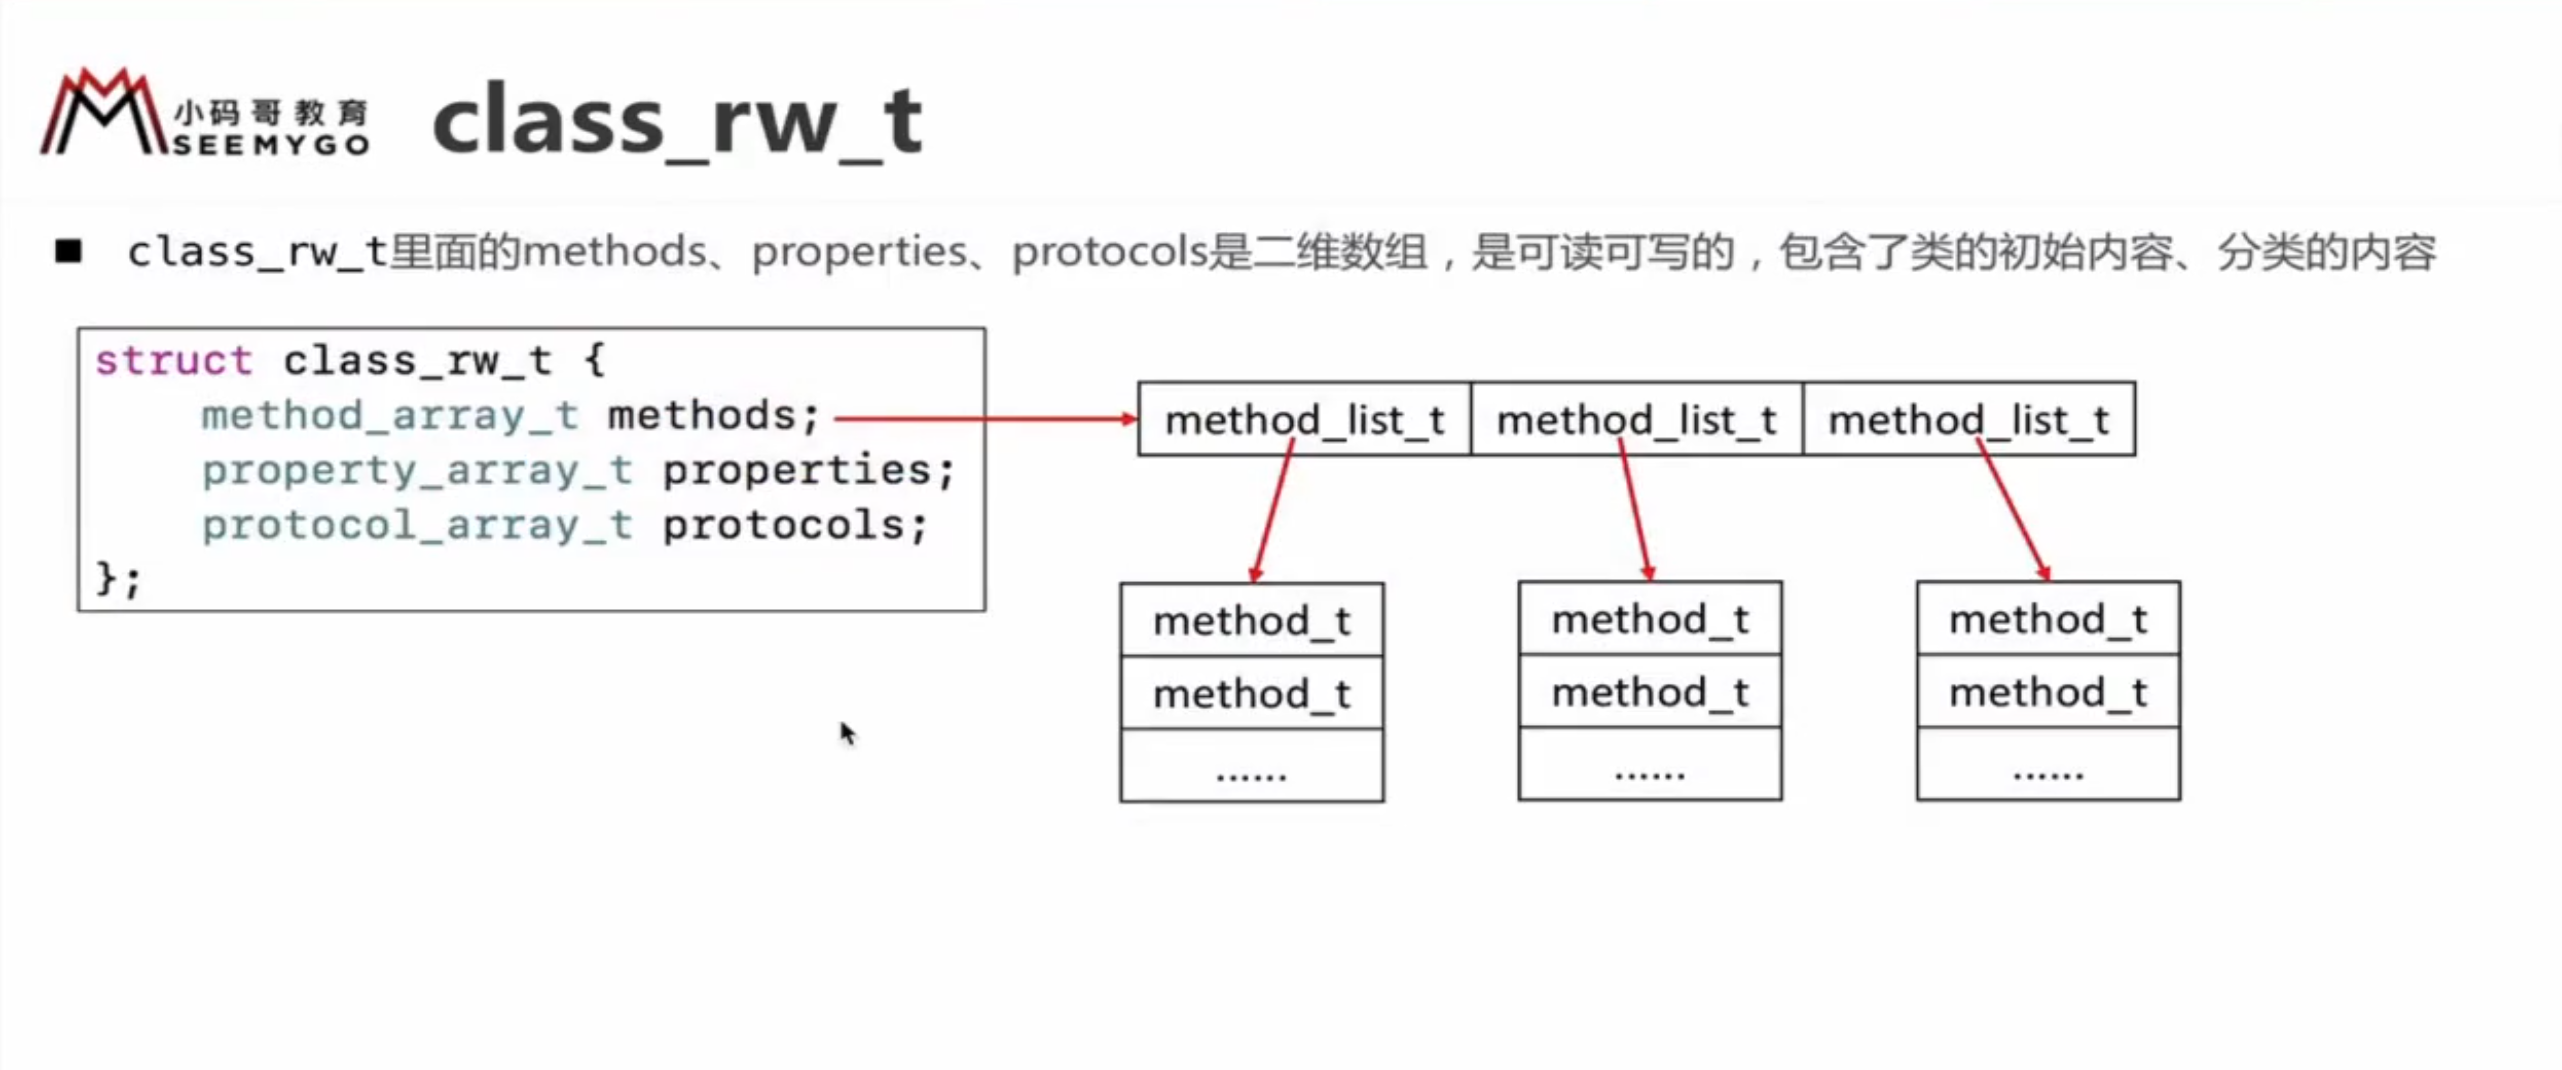 小码哥教育
SEEMYGO
class_rw_t
■ class_rw_t里面的methods、properties、protocols是二维数组，是可读可写的，包含了类的初始内容、分类的内容
struct class_rw_t {
method_array_t methods;
property_array_t properties;
protocol_array_t protocols;
};
method_list_t method_list_t method_list_t
method_t method_t method_t
method_t method_t method_t
...... ...... ......